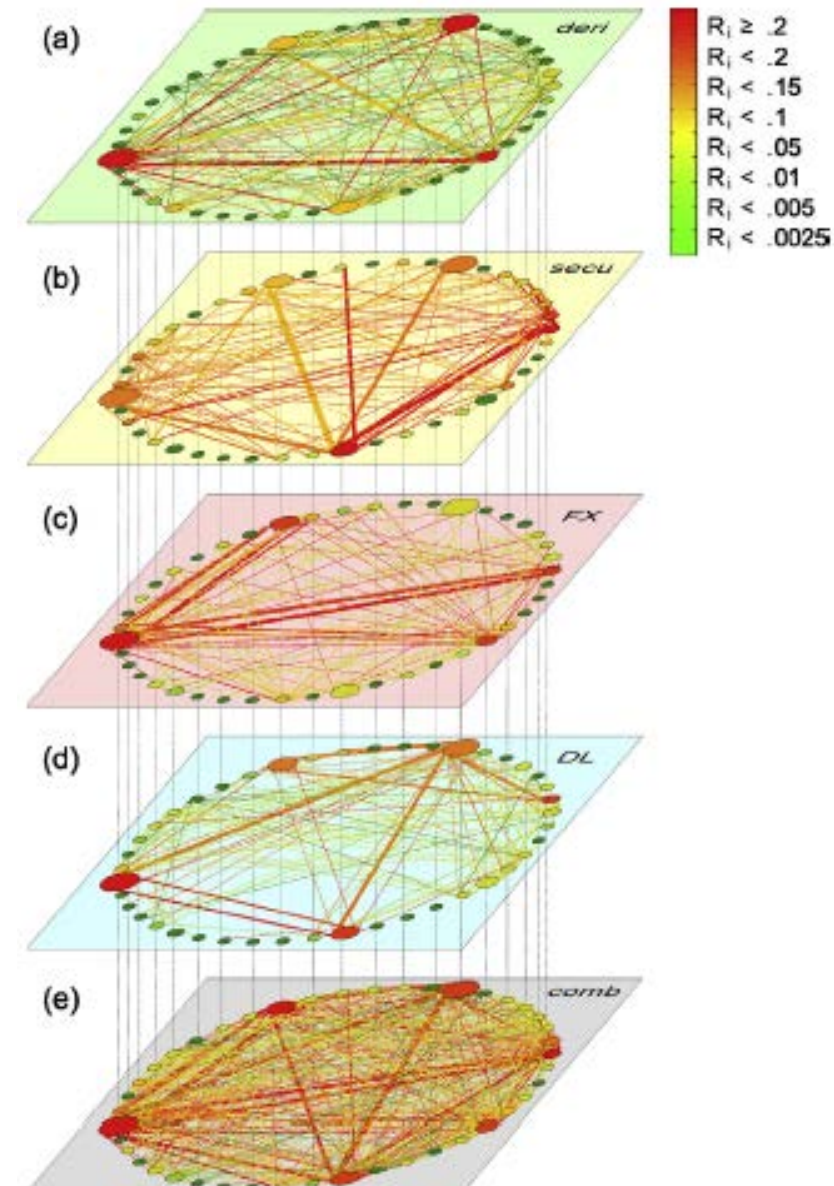 (a)
deri
R_i ≥ .2
R_i < .2
R_i < .15
R_i < .1
R_i < .05
R_i < .01
R_i < .005
R_i < .0025
(b)
secu
(c)
FX
(d)
DL
(e)
comb